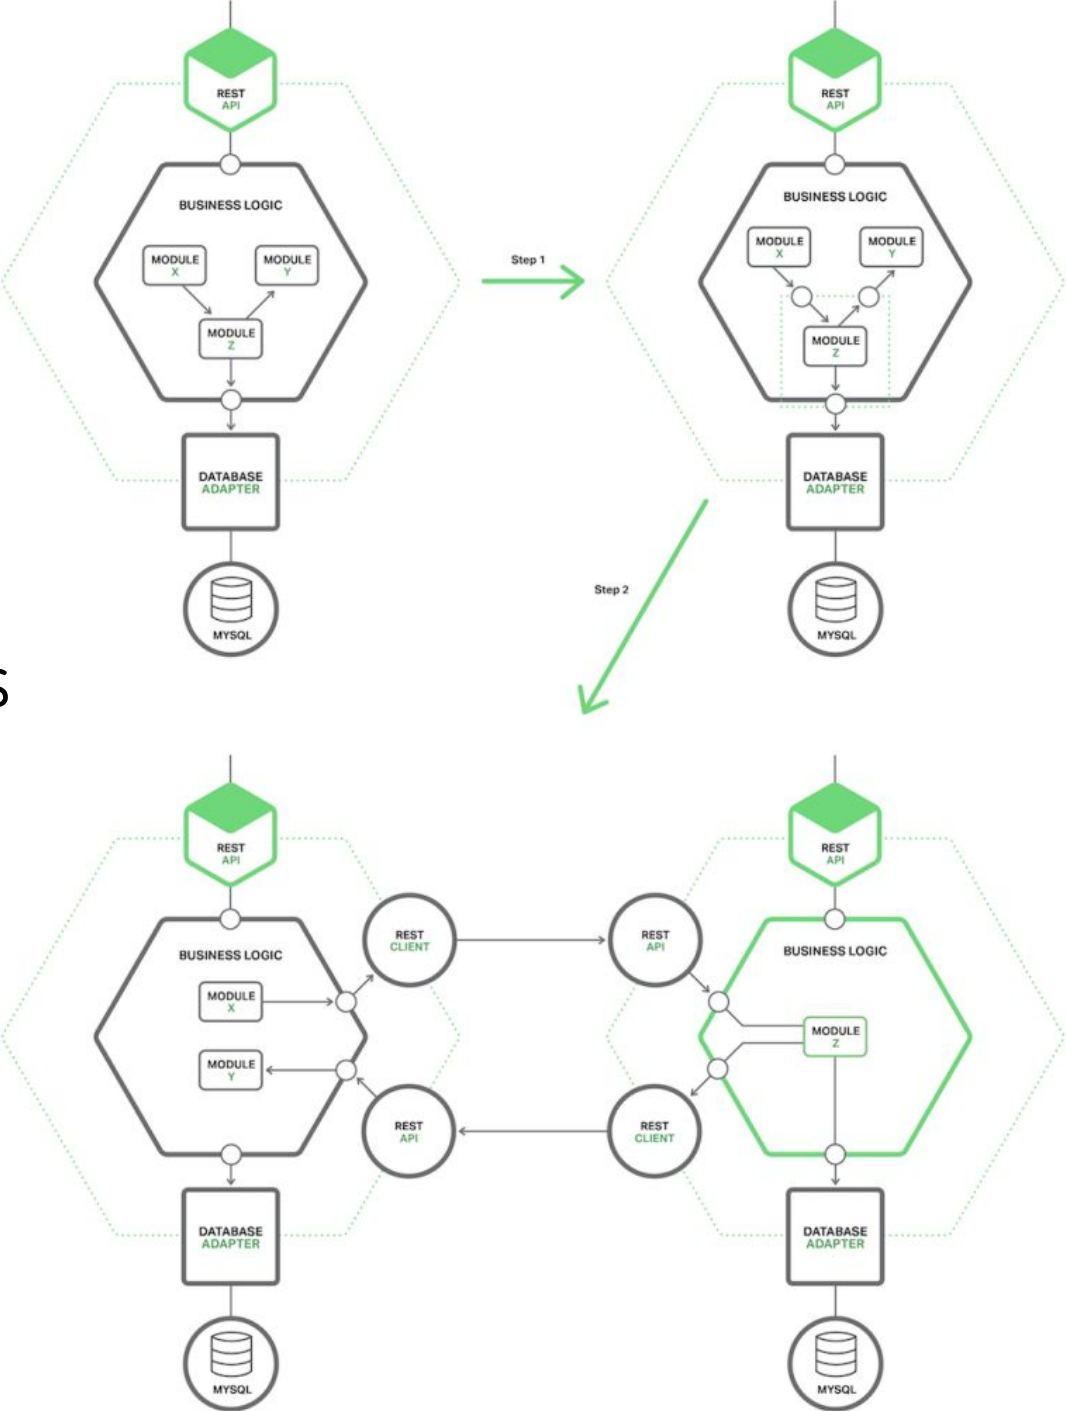 REST
API
BUSINESS LOGIC
MODULE
X
MODULE
Y
MODULE
Z
DATABASE
ADAPTER
MYSQL
Step 1
REST
API
BUSINESS LOGIC
MODULE
X
MODULE
Y
MODULE
Z
DATABASE
ADAPTER
MYSQL
Step 2
s
REST
API
BUSINESS LOGIC
MODULE
X
MODULE
Y
REST
CLIENT
REST
API
DATABASE
ADAPTER
MYSQL
REST
API
REST
API
BUSINESS LOGIC
MODULE
Z
REST
CLIENT
DATABASE
ADAPTER
MYSQL